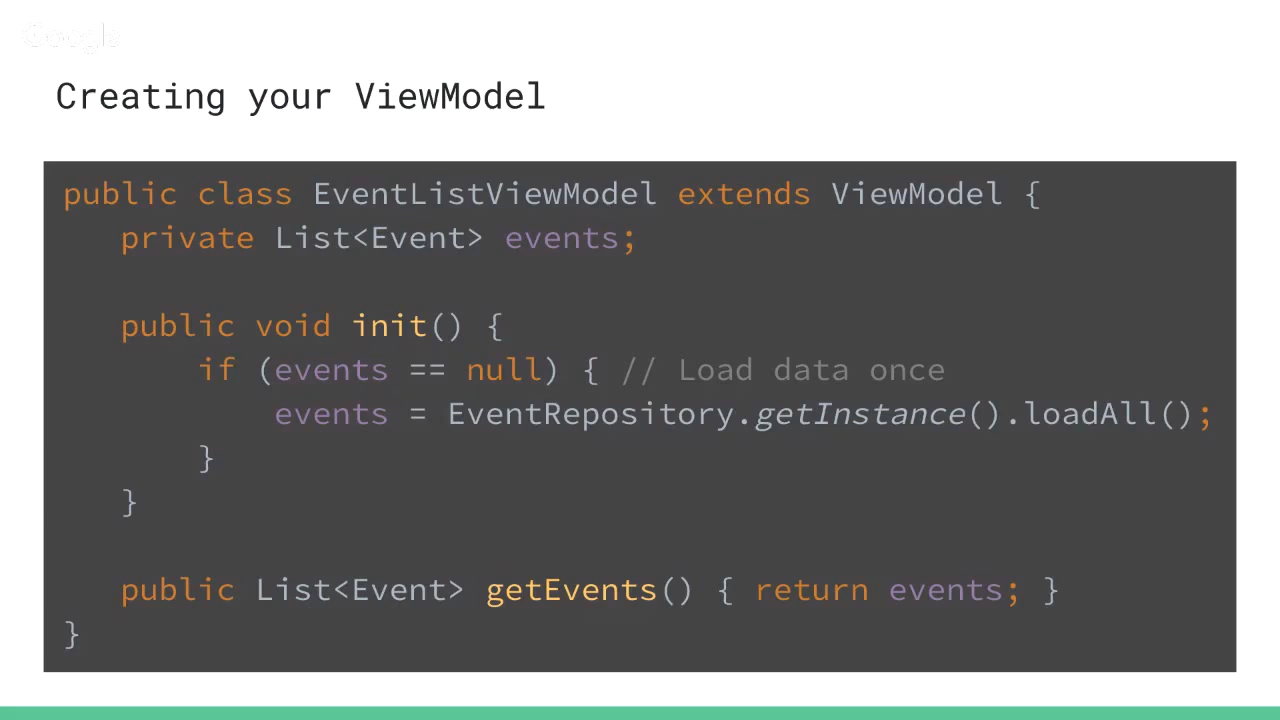 Google
Creating your ViewModel
public class EventListViewModel extends ViewModel {
private List<Event> events;
public void init() {
if (events == null) { // Load data once
events = EventRepository.getInstance().loadAll();
}
}
public List<Event> getEvents() { return events; }
}